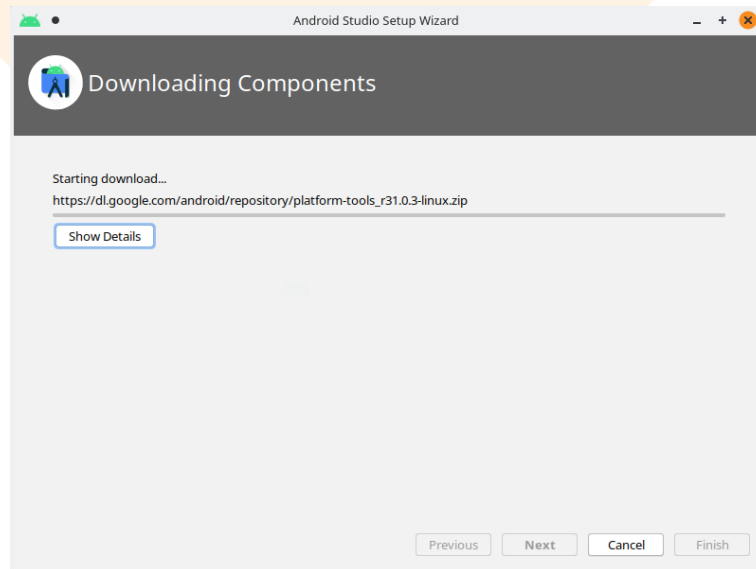 Android Studio Setup Wizard
Downloading Components
Starting download...
https://dl.google.com/android/repository/platform-tools_r31.0.3-linux.zip
Show Details
Previous Next Cancel Finish